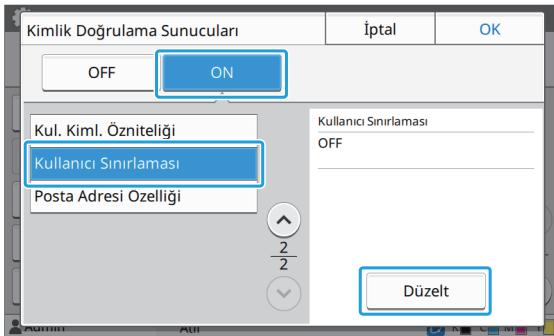 Kimlik Doğrulama Sunucuları
İptal
OK
OFF
ON
Kul. Kiml. Özniteliği
Kullanıcı Sınırlaması
Posta Adresi Ozelliği
2
2
Kullanıcı Sınırlaması
OFF
Düzelt
Admin